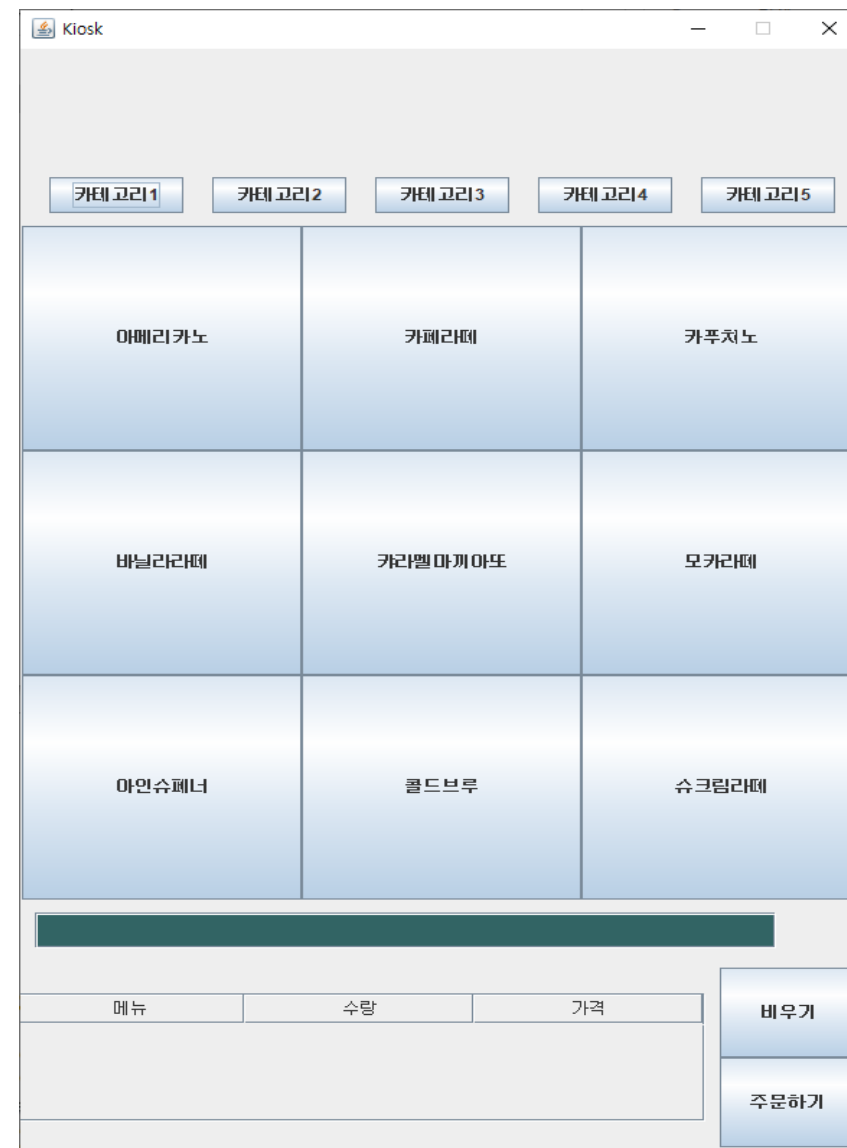 Kiosk
카테고리1 카테고리2 카테고리3 카테고리4 카테고리5
아메리카노 카페라떼 카푸치노
바닐라라떼 카라멜마끼아또 모카라떼
아인슈페너 콜드브루 슈크림라떼
메뉴 수량 가격
비우기
주문하기